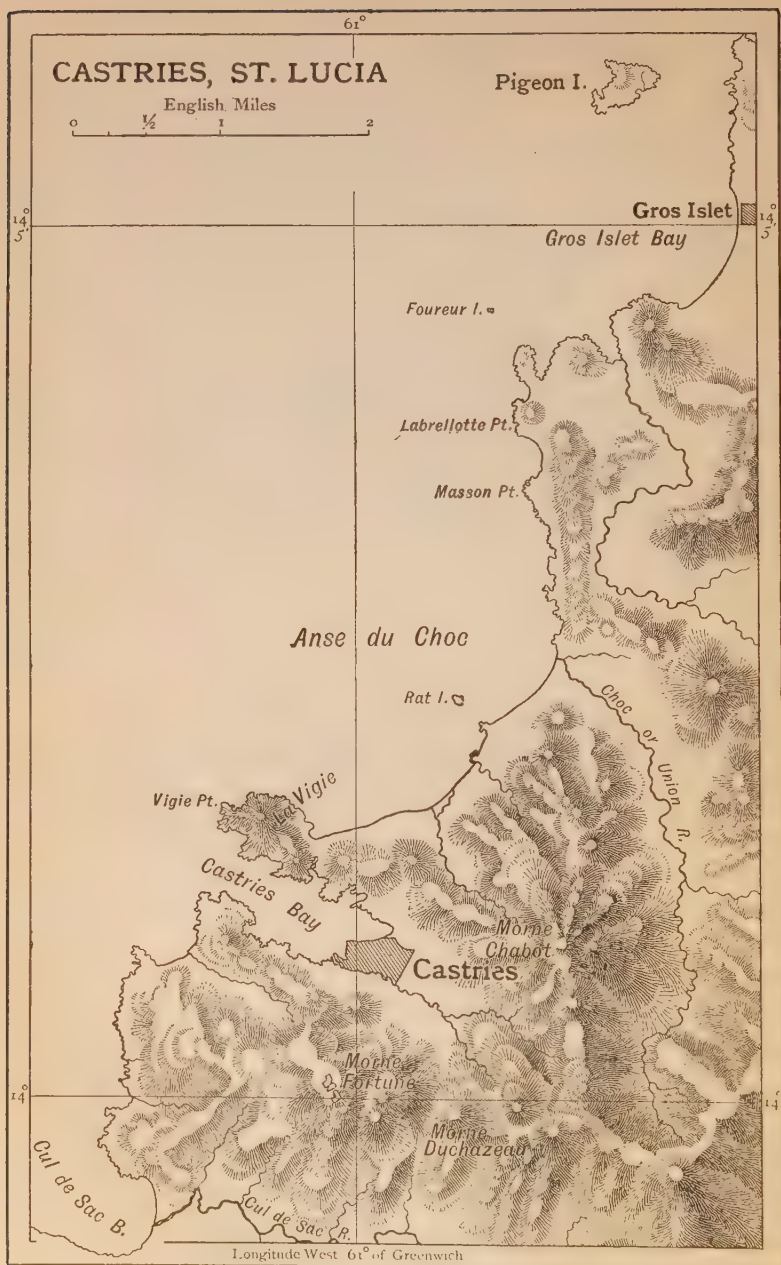 61°
CASTRIES, ST. LUCIA
English Miles
0 ½ 1 2
Pigeon I.
14° 5'
14° 5'
Gros Islet
Gros Islet Bay
Foureur I.
Labrellotte Pt.
Masson Pt.
Anse du Choc
Rat I.
Choc or Union R.
Vigie Pt.
La Vigie
Castries Bay
Morne
Chabot
Castries
Morne
Fortune
14°
14°
Morne
Duchazeau
Cul de Sac B.
Cul de Sac R.
Longitude West 61° of Greenwich